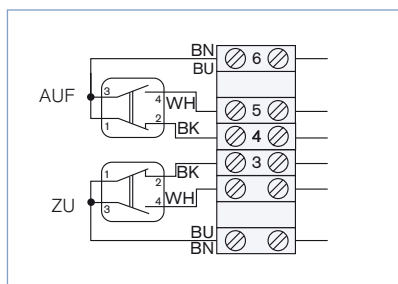 BN 6
BU
AUF 3 4 WH 5
1 2 BK 4
BK 3
ZU 1 2 WH
3 4
BU
BN